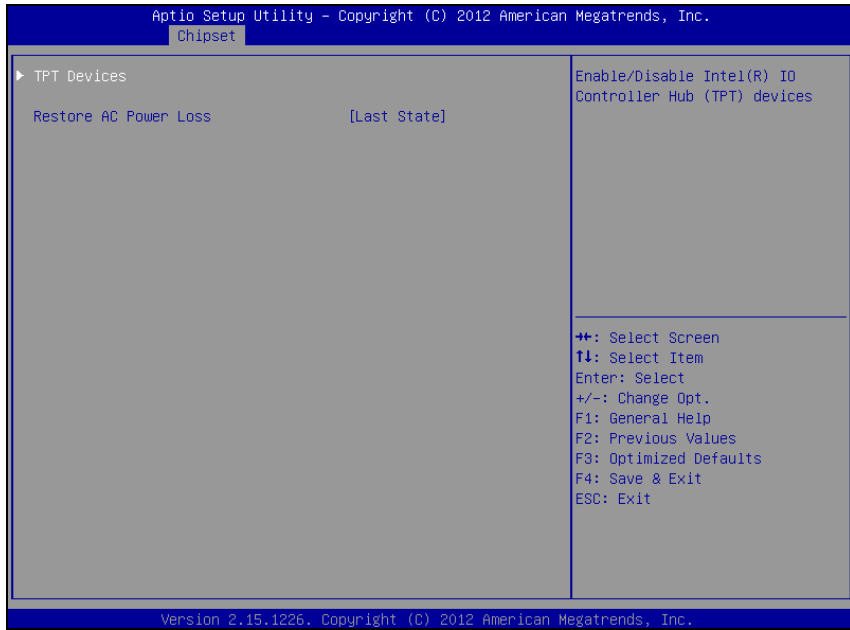 Aptio Setup Utility – Copyright (C) 2012 American Megatrends, Inc.
Chipset
▶ TPT Devices
Restore AC Power Loss [Last State]
Enable/Disable Intel(R) IO
Controller Hub (TPT) devices
→←: Select Screen
↑↓: Select Item
Enter: Select
+/-: Change Opt.
F1: General Help
F2: Previous Values
F3: Optimized Defaults
F4: Save & Exit
ESC: Exit
Version 2.15.1226. Copyright (C) 2012 American Megatrends, Inc.